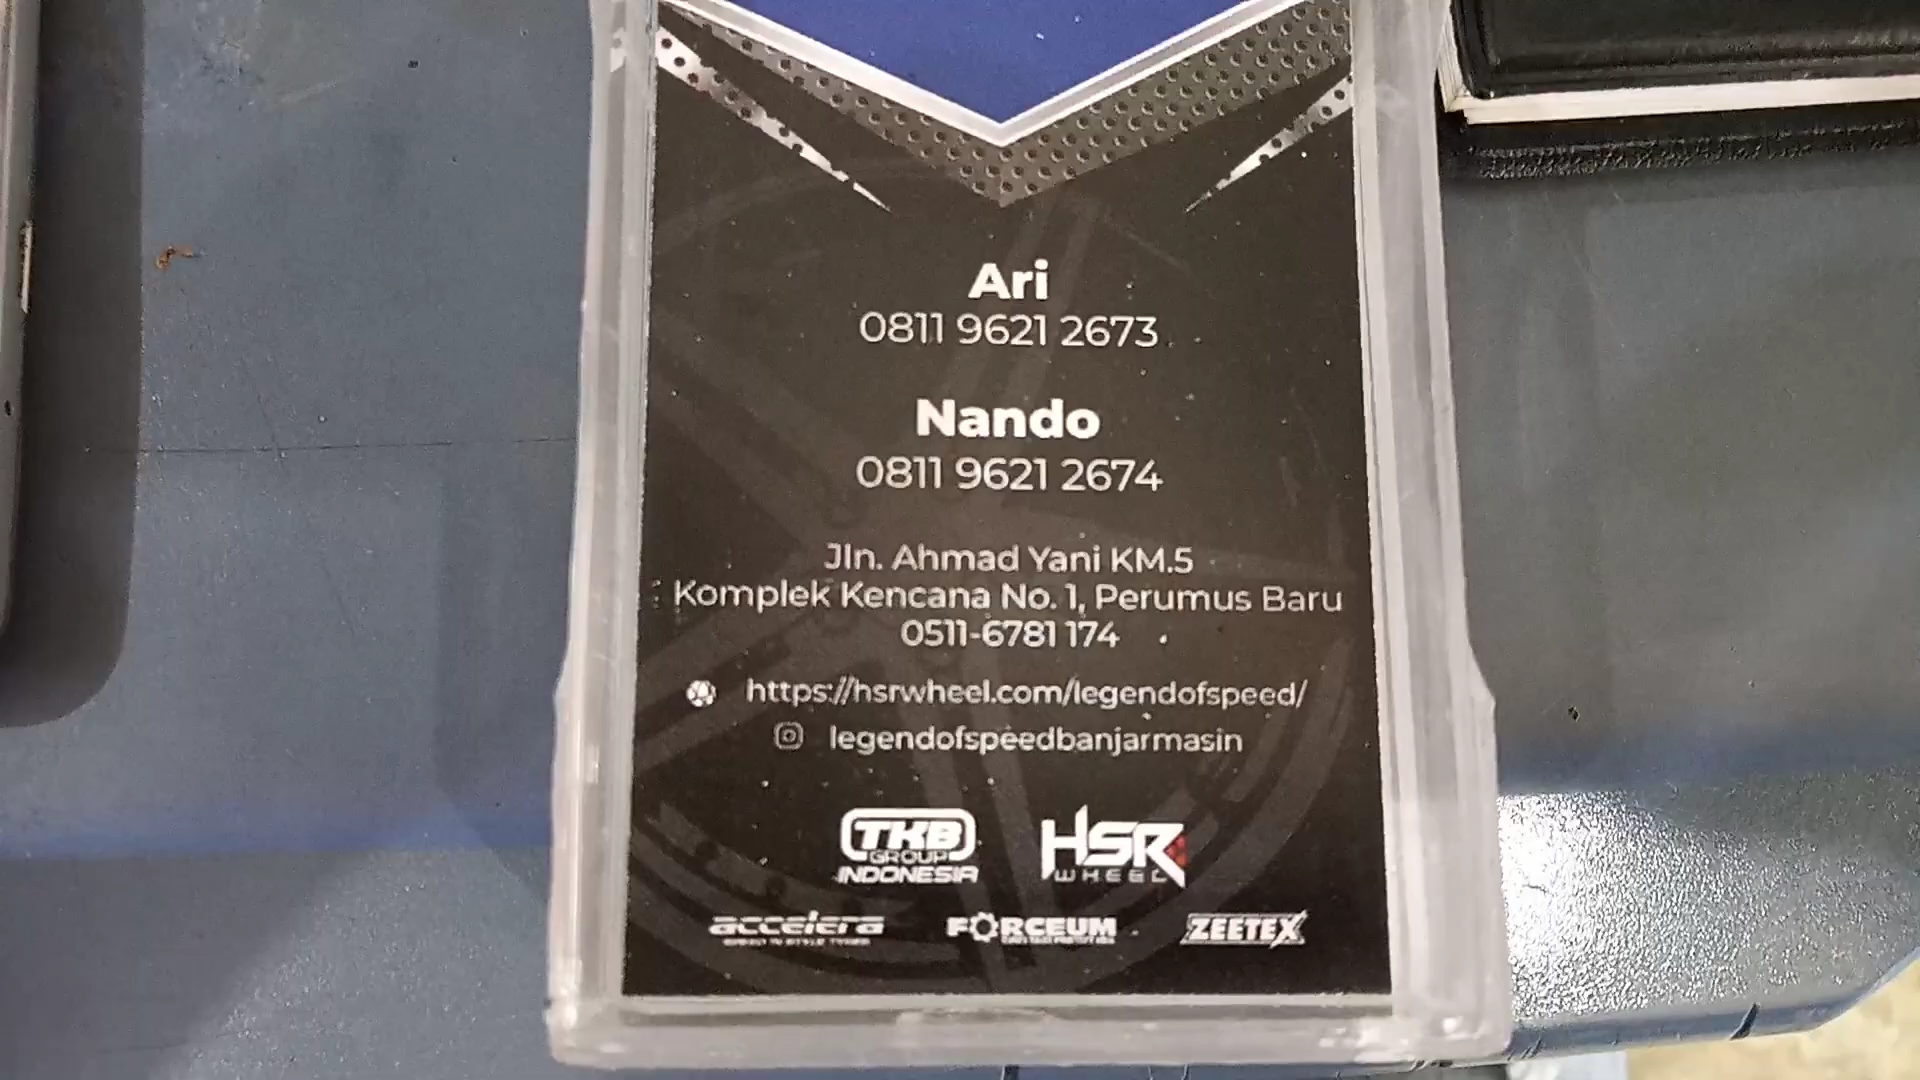 Ari
0811 9621 2673
Nando
0811 9621 2674
Jln. Ahmad Yani KM.5
Komplek Kencana No. 1, Perumus Baru
0511-6781 174
https://hsrwheel.com/legendofspeed/
legendofspeedbanjarmasin
TKB
GROUP
INDONESIA
HSR
WHEEL
accelera
FORCEUM
ZEETEX